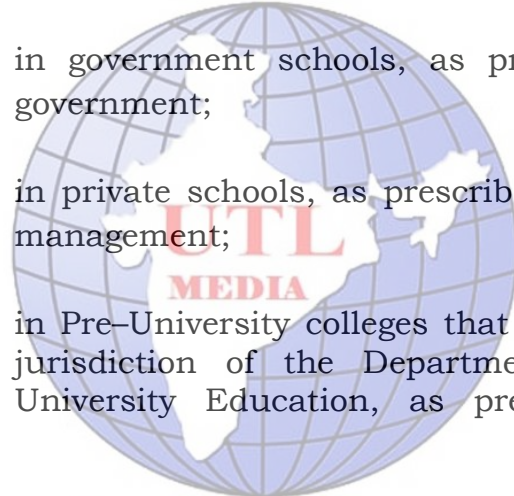 in government schools, as pr
government;
in private schools, as prescrib
management;
UTL
MEDIA
in Pre–University colleges that
jurisdiction of the Departme
University Education, as pre